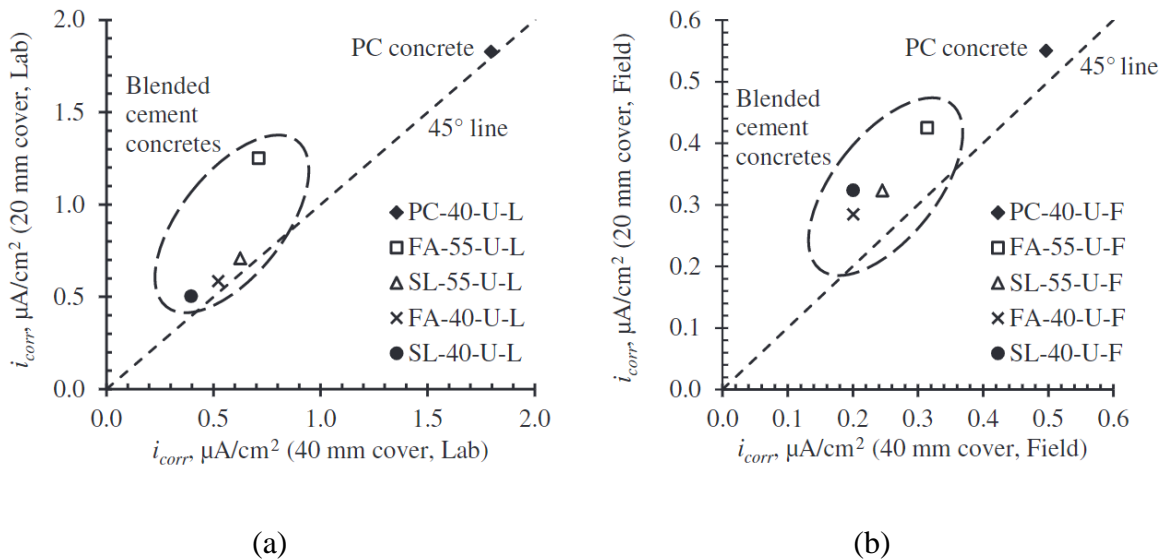 2.0
1.5
1.0
0.5
0.0
0.0
0.5
1.0
1.5
2.0
i_corr, µA/cm² (20 mm cover, Lab)
i_corr, µA/cm² (40 mm cover, Lab)
PC concrete
Blended
cement
concretes
45° line
PC-40-U-L
FA-55-U-L
SL-55-U-L
FA-40-U-L
SL-40-U-L
(a)
0.6
0.5
0.4
0.3
0.2
0.1
0.0
0.0
0.1
0.2
0.3
0.4
0.5
0.6
i_corr, µA/cm² (20 mm cover, Field)
i_corr, µA/cm² (40 mm cover, Field)
PC concrete
45° line
Blended
cement
concretes
PC-40-U-F
FA-55-U-F
SL-55-U-F
FA-40-U-F
SL-40-U-F
(b)